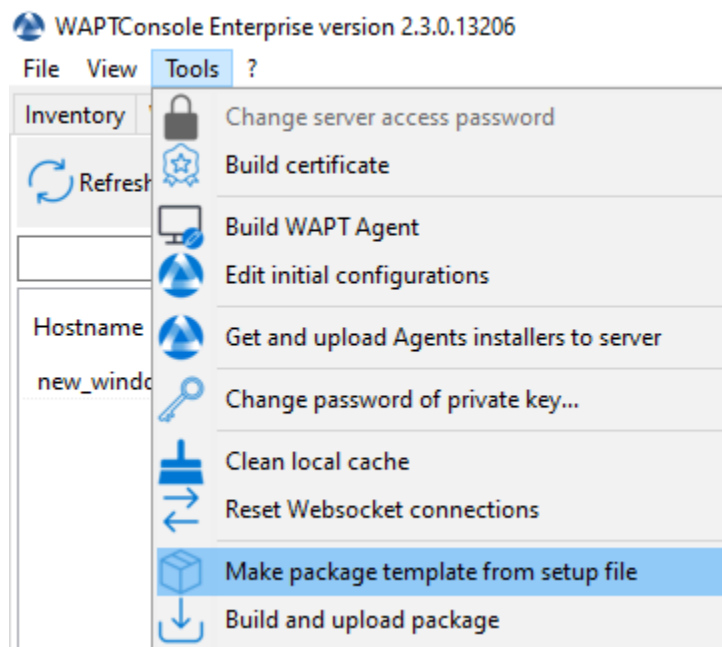 WAPTConsole Enterprise version 2.3.0.13206
File View Tools ?
Inventory
Change server access password
Build certificate
Refresh
Build WAPT Agent
Edit initial configurations
Hostname
Get and upload Agents installers to server
new_windo
Change password of private key...
Clean local cache
Reset Websocket connections
Make package template from setup file
Build and upload package